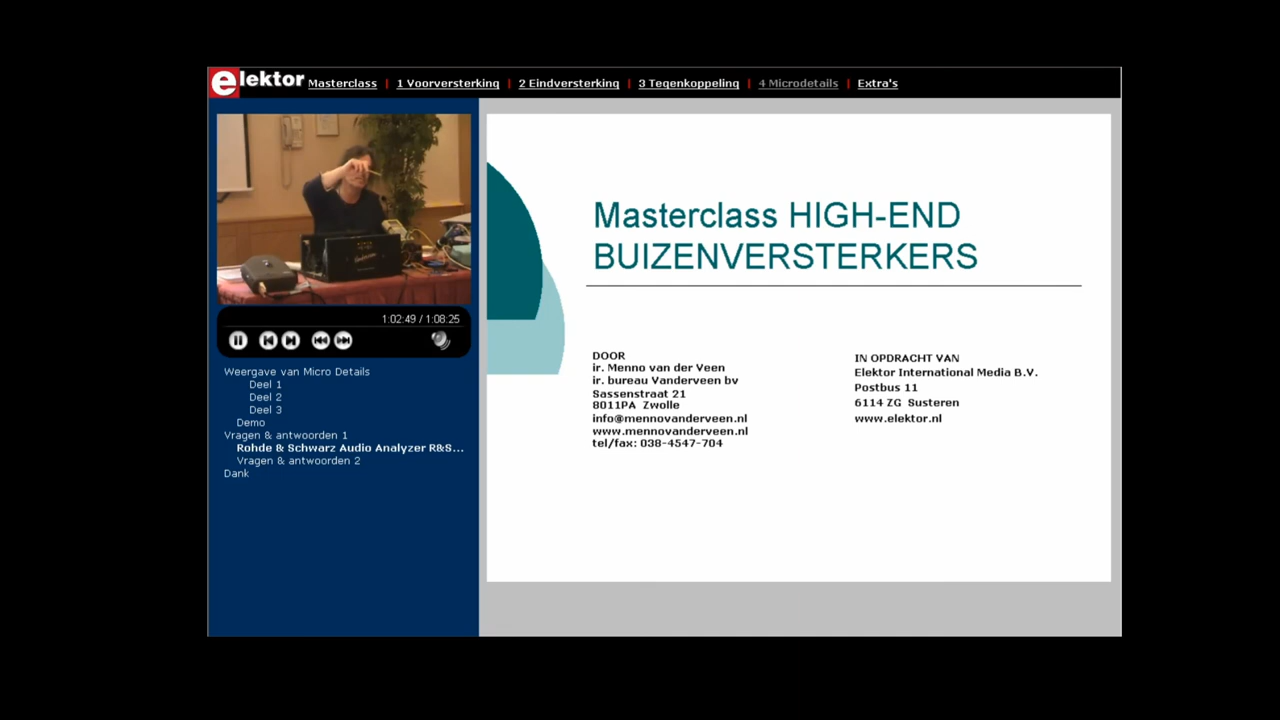 elektor Masterclass | 1 Voorversterking | 2 Eindversterking | 3 Tegenkoppeling | 4 Microdetails | Extra's
1:02:49 / 1:08:25
Weergave van Micro Details
Deel 1
Deel 2
Deel 3
Demo
Vragen & antwoorden 1
Rohde & Schwarz Audio Analyzer R&S...
Vragen & antwoorden 2
Dank
Masterclass HIGH-END
BUIZENVERSTERKERS
DOOR
ir. Menno van der Veen
ir. bureau Vanderveen bv
Sassenstraat 21
8011PA Zwolle
info@mennovanderveen.nl
www.mennovanderveen.nl
tel/fax: 038-4547-704
IN OPDRACHT VAN
Elektor International Media B.V.
Postbus 11
6114 ZG Susteren
www.elektor.nl